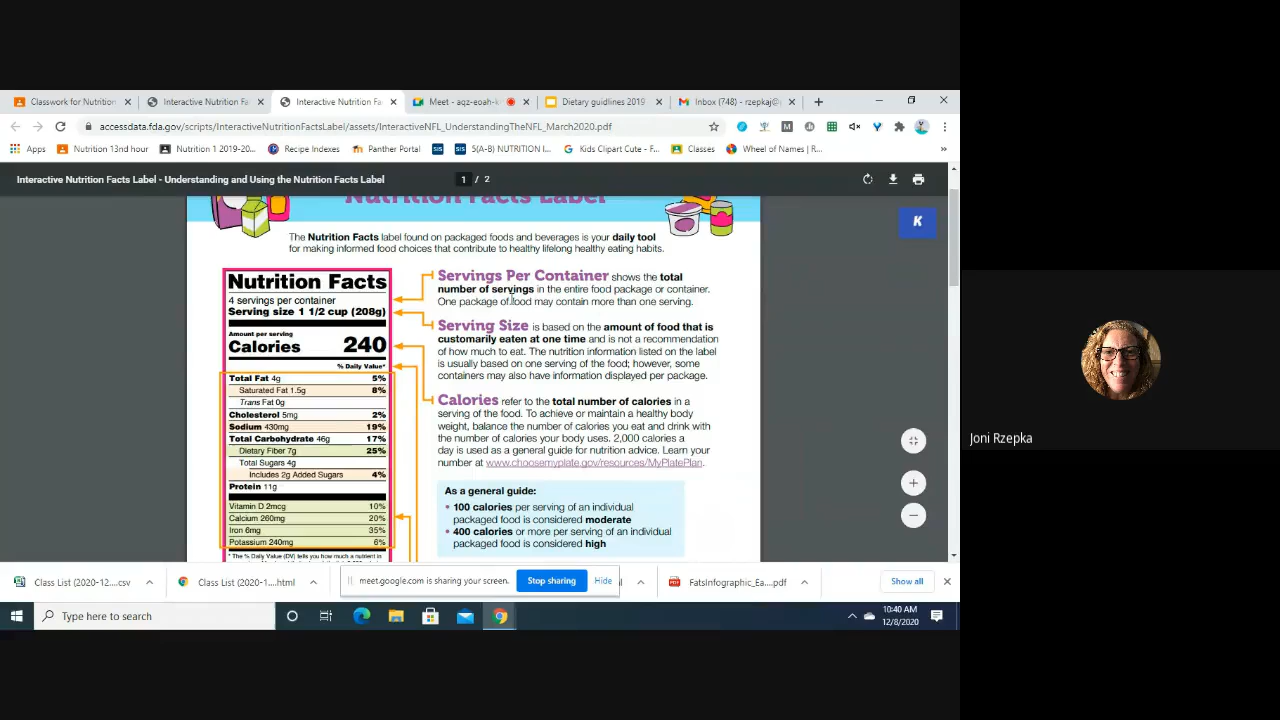 Classwork for Nutrition
Interactive Nutrition Fa
Interactive Nutrition Fa
Meet - aqz-eoah-k
Dietary guidlines 2019
Inbox (748) - rzepkaj@
accessdata.fda.gov/scripts/InteractiveNutritionFactsLabel/assets/InteractiveNFL_UnderstandingTheNFL_March2020.pdf
Apps
Nutrition 13nd hour
Nutrition 1 2019-20...
Recipe Indexes
Panther Portal
5(A-B) NUTRITION I...
Kids Clipart Cute - F...
Classes
Wheel of Names | R...
Interactive Nutrition Facts Label - Understanding and Using the Nutrition Facts Label
1 / 2
Nutrition Facts Label
K
The Nutrition Facts label found on packaged foods and beverages is your daily tool
for making informed food choices that contribute to healthy lifelong healthy eating habits.
Nutrition Facts
4 servings per container
Serving size 1 1/2 cup (208g)
Amount per serving
Calories 240
% Daily Value*
Total Fat 4g 5%
Saturated Fat 1.5g 8%
Trans Fat 0g
Cholesterol 5mg 2%
Sodium 430mg 19%
Total Carbohydrate 46g 17%
Dietary Fiber 7g 25%
Total Sugars 4g
Includes 2g Added Sugars 4%
Protein 11g
Vitamin D 2mcg 10%
Calcium 260mg 20%
Iron 6mg 35%
Potassium 240mg 6%
* The % Daily Value (DV) tells you how much a nutrient in
Servings Per Container shows the total
number of servings in the entire food package or container.
One package of food may contain more than one serving.
Serving Size is based on the amount of food that is
customarily eaten at one time and is not a recommendation
of how much to eat. The nutrition information listed on the label
is usually based on one serving of the food; however, some
containers may also have information displayed per package.
Calories refer to the total number of calories in a
serving of the food. To achieve or maintain a healthy body
weight, balance the number of calories you eat and drink with
the number of calories your body uses. 2,000 calories a
day is used as a general guide for nutrition advice. Learn your
number at www.choosemyplate.gov/resources/MyPlatePlan.
As a general guide:
• 100 calories per serving of an individual
packaged food is considered moderate
• 400 calories or more per serving of an individual
packaged food is considered high
Joni Rzepka
Class List (2020-12....csv
Class List (2020-1....html
meet.google.com is sharing your screen.
Stop sharing
Hide
FatsInfographic_Ea....pdf
Show all
Type here to search
10:40 AM
12/8/2020